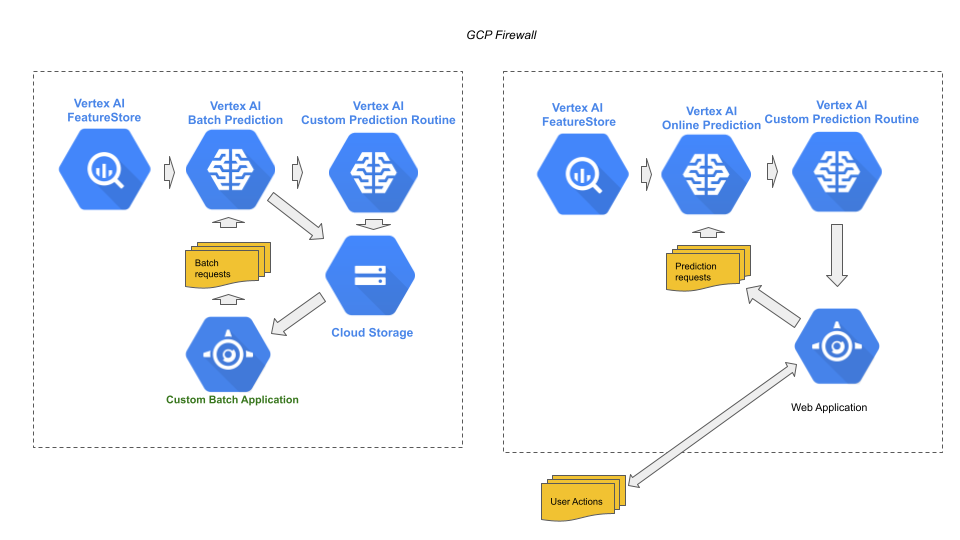 GCP Firewall
Vertex AI
FeatureStore
Vertex AI
Batch Prediction
Vertex AI
Custom Prediction Routine
Batch
requests
Cloud Storage
Custom Batch Application
Vertex AI
FeatureStore
Vertex AI
Online Prediction
Vertex AI
Custom Prediction Routine
Prediction
requests
Web Application
User Actions